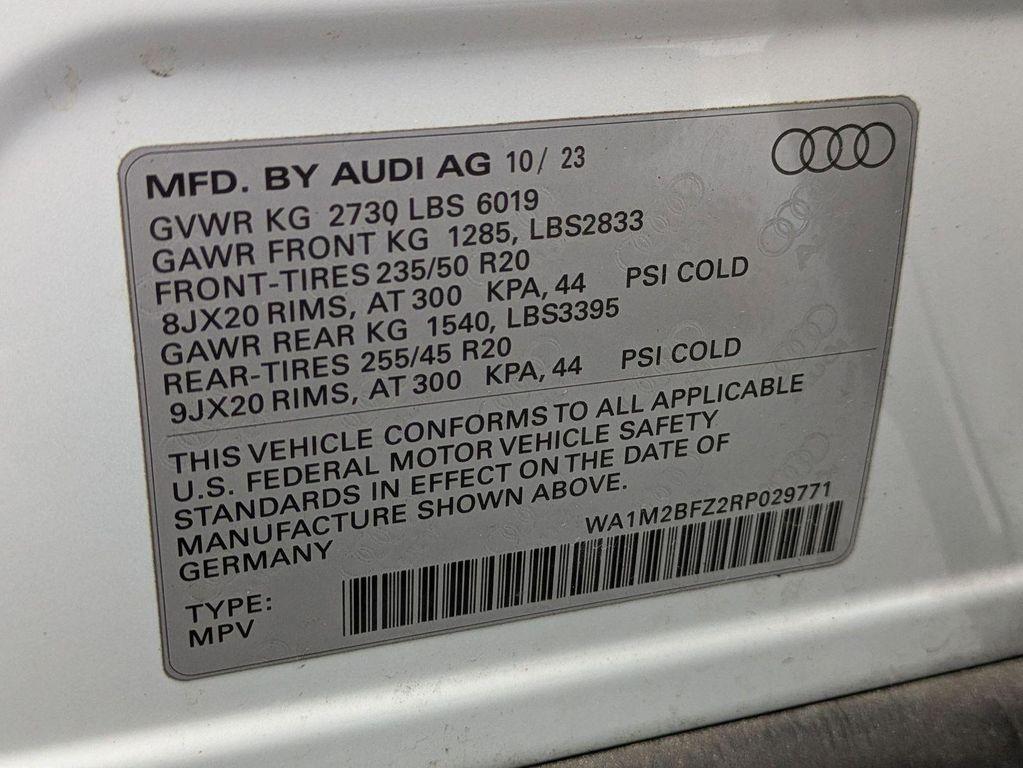 MFD. BY AUDI AG 10/ 23
GVWR KG 2730 LBS 6019
GAWR FRONT KG 1285, LBS2833
FRONT-TIRES 235/50 R20
8JX20 RIMS, AT 300 KPA, 44 PSI COLD
GAWR REAR KG 1540, LBS3395
REAR-TIRES 255/45 R20
9JX20 RIMS, AT 300 KPA, 44 PSI COLD
THIS VEHICLE CONFORMS TO ALL APPLICABLE
U.S. FEDERAL MOTOR VEHICLE SAFETY
STANDARDS IN EFFECT ON THE DATE OF
MANUFACTURE SHOWN ABOVE.
GERMANY
WA1M2BFZ2RP029771
TYPE:
MPV